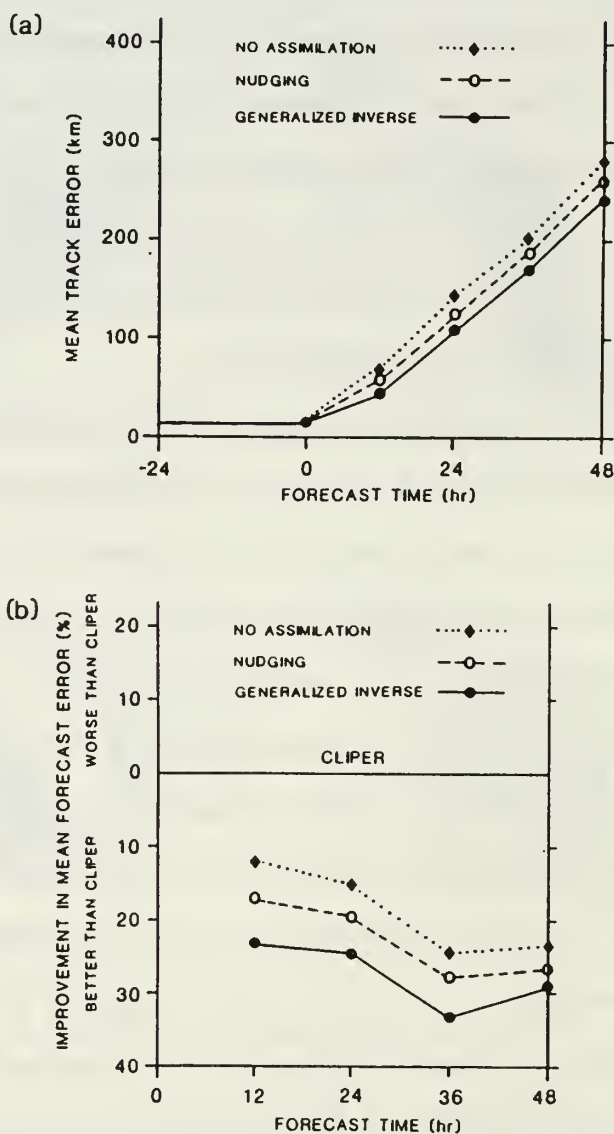 (a)
400
300
200
100
0
MEAN TRACK ERROR (km)
NO ASSIMILATION
NUDGING
GENERALIZED INVERSE
-24
0
24
48
FORECAST TIME (hr)
(b)
20
10
0
10
20
30
40
IMPROVEMENT IN MEAN FORECAST ERROR (%)
WORSE THAN CLIPER
BETTER THAN CLIPER
NO ASSIMILATION
NUDGING
GENERALIZED INVERSE
CLIPER
0
12
24
36
48
FORECAST TIME (hr)